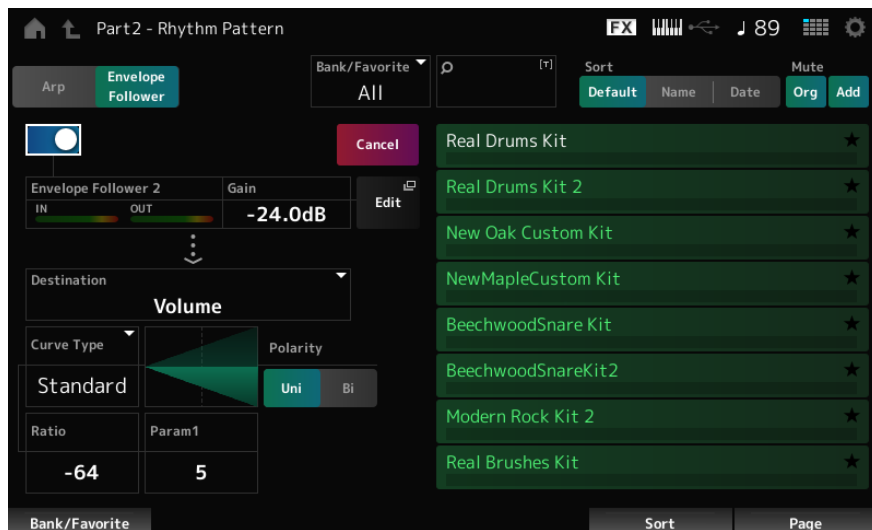 Part2 - Rhythm Pattern
FX
♩ 89
Arp
Envelope
Follower
Bank/Favorite
All
[T]
Sort
Default Name Date
Mute
Org Add
Cancel
Envelope Follower 2
IN OUT
Gain
-24.0dB
Edit
Destination
Volume
Curve Type
Standard
Polarity
Uni Bi
Ratio
-64
Param1
5
Real Drums Kit
Real Drums Kit 2
New Oak Custom Kit
NewMapleCustom Kit
BeechwoodSnare Kit
BeechwoodSnareKit2
Modern Rock Kit 2
Real Brushes Kit
Bank/Favorite
Sort
Page